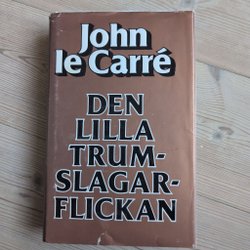 John
le Carré
DEN
LILLA
TRUM-
SLAGAR-
FLICKAN